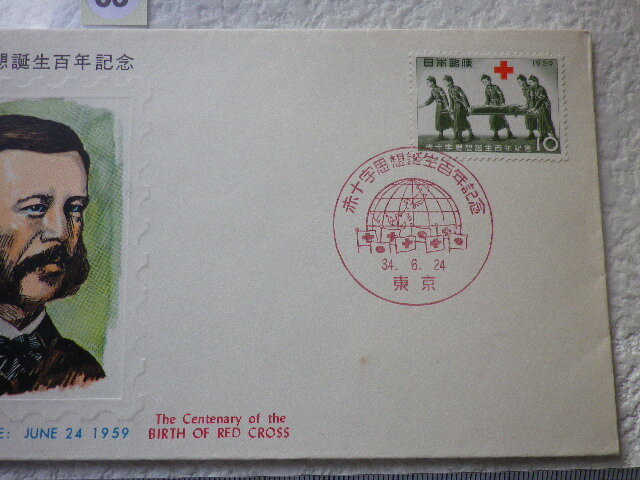 想誕生百年記念
日本郵便 1959
赤十字思想誕生百年記念 10
赤十字思想誕生百年記念
34. 6. 24
東京
E: JUNE 24 1959
The Centenary of the
BIRTH OF RED CROSS